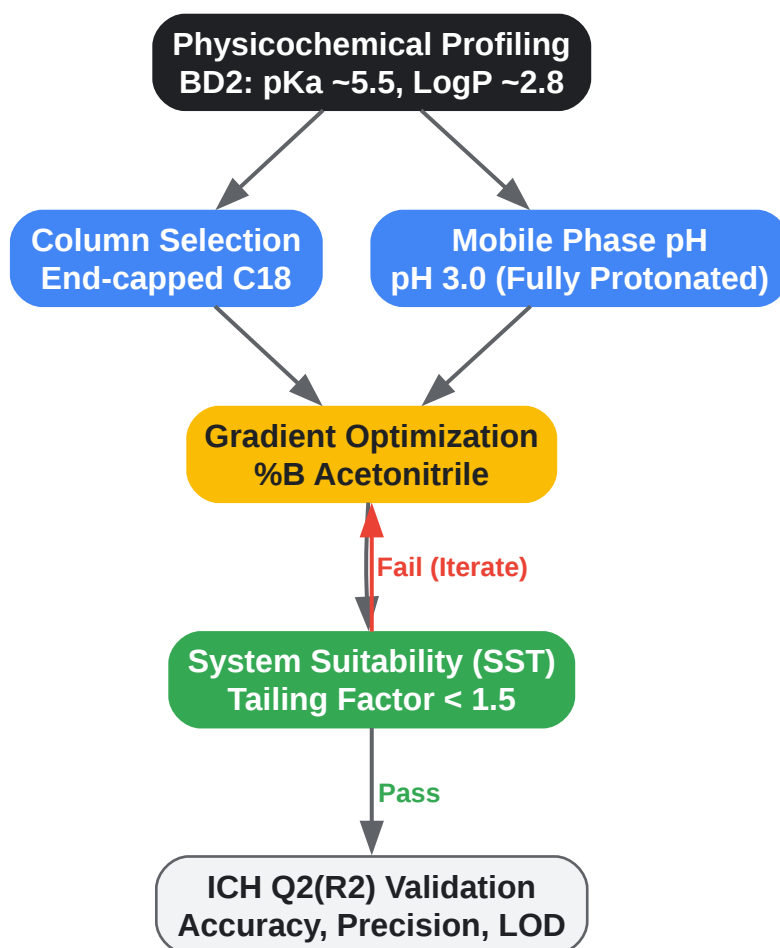 Physicochemical Profiling
BD2: pKa ~5.5, LogP ~2.8
Column Selection
End-capped C18
Mobile Phase pH
pH 3.0 (Fully Protonated)
Gradient Optimization
%B Acetonitrile
Fail (Iterate)
System Suitability (SST)
Tailing Factor < 1.5
Pass
ICH Q2(R2) Validation
Accuracy, Precision, LOD